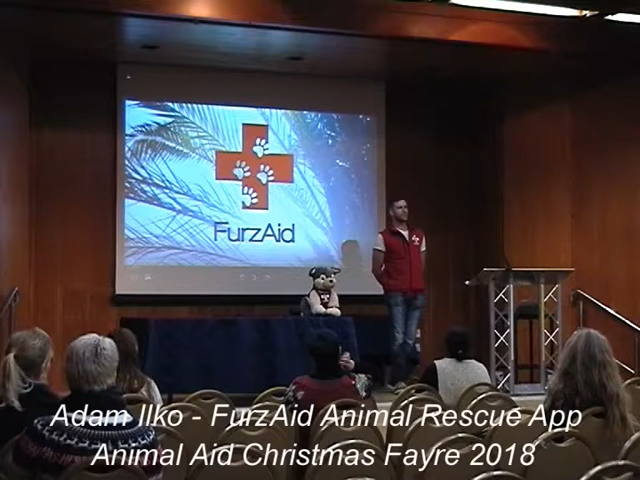 FurzAid
Adam Ilko - FurzAid Animal Rescue App
Animal Aid Christmas Fayre 2018